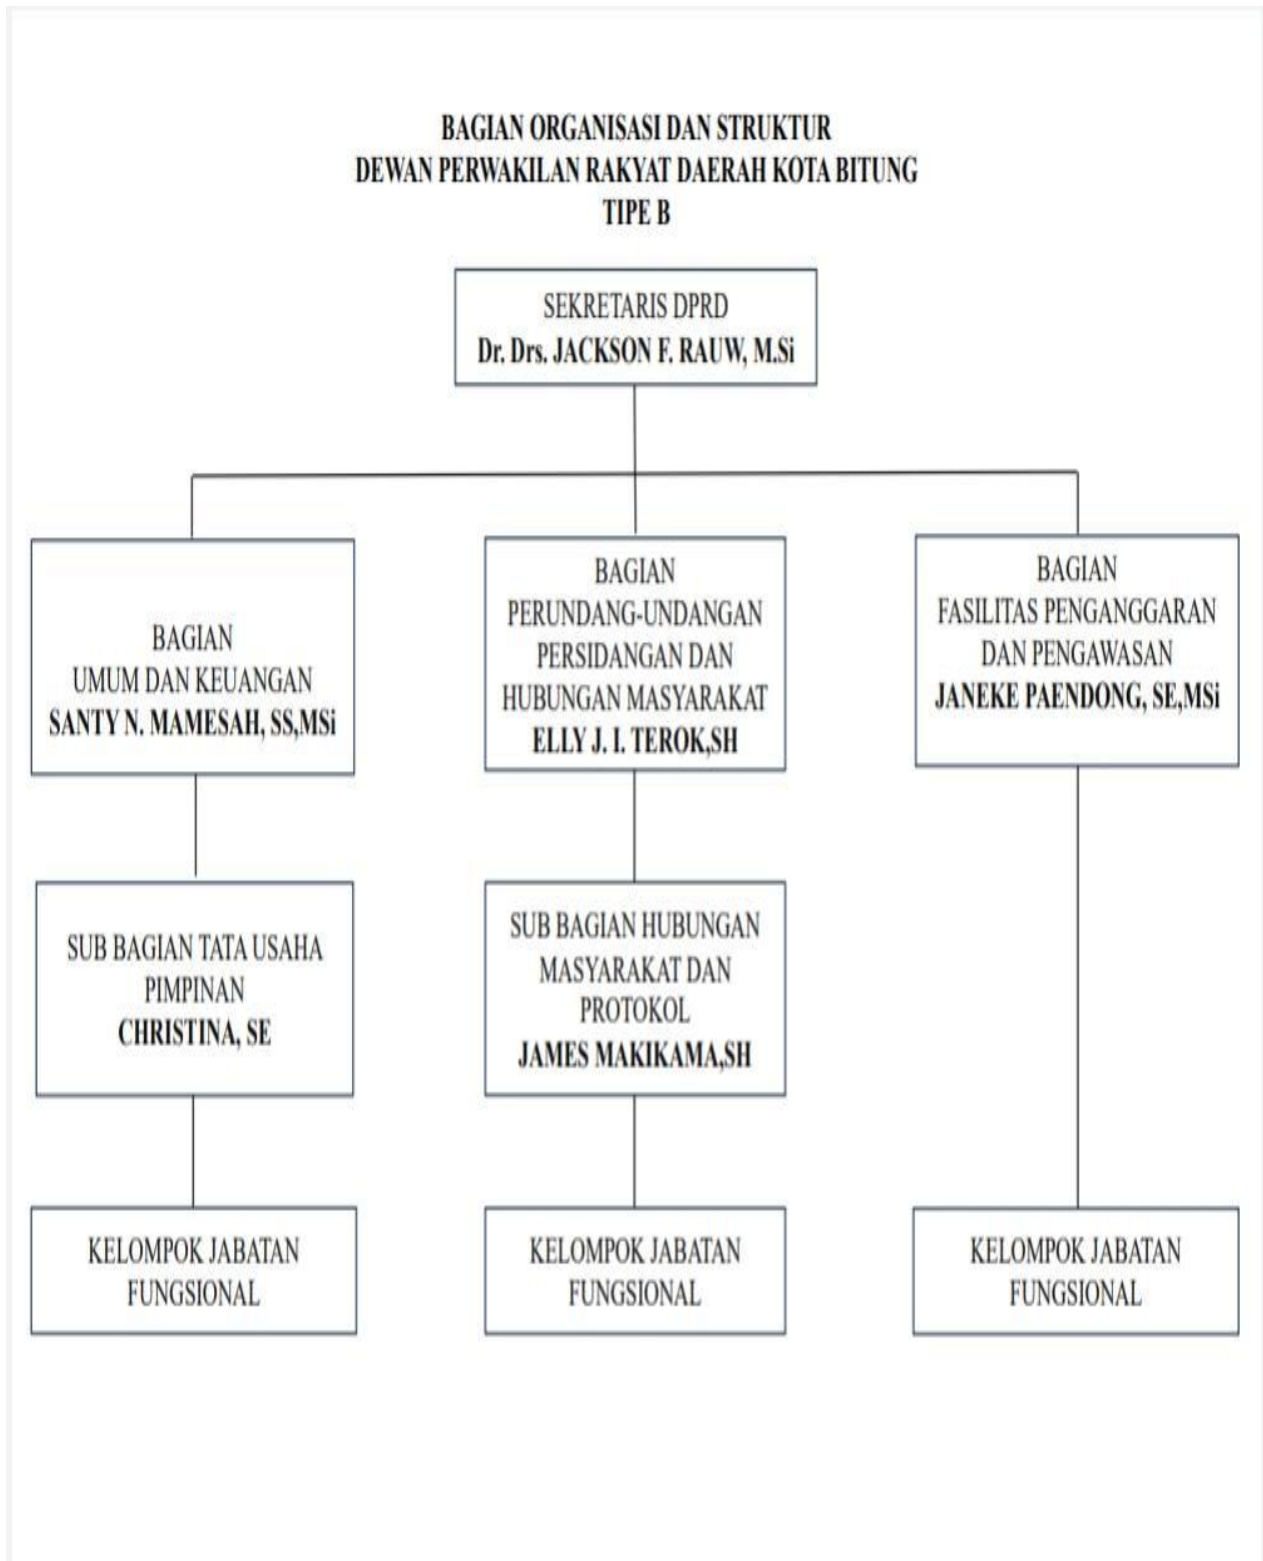 BAGIAN ORGANISASI DAN STRUKTUR
DEWAN PERWAKILAN RAKYAT DAERAH KOTA BITUNG
TIPE B
SEKRETARIS DPRD
Dr. Drs. JACKSON F. RAUW, M.Si
BAGIAN
UMUM DAN KEUANGAN
SANTY N. MAMESAH, SS,MSi
BAGIAN
PERUNDANG-UNDANGAN
PERSIDANGAN DAN
HUBUNGAN MASYARAKAT
ELLY J. I. TEROK,SH
BAGIAN
FASILITAS PENGANGGARAN
DAN PENGAWASAN
JANEKE PAENDONG, SE,MSi
SUB BAGIAN TATA USAHA
PIMPINAN
CHRISTINA, SE
SUB BAGIAN HUBUNGAN
MASYARAKAT DAN
PROTOKOL
JAMES MAKIKAMA,SH
KELOMPOK JABATAN
FUNGSIONAL
KELOMPOK JABATAN
FUNGSIONAL
KELOMPOK JABATAN
FUNGSIONAL